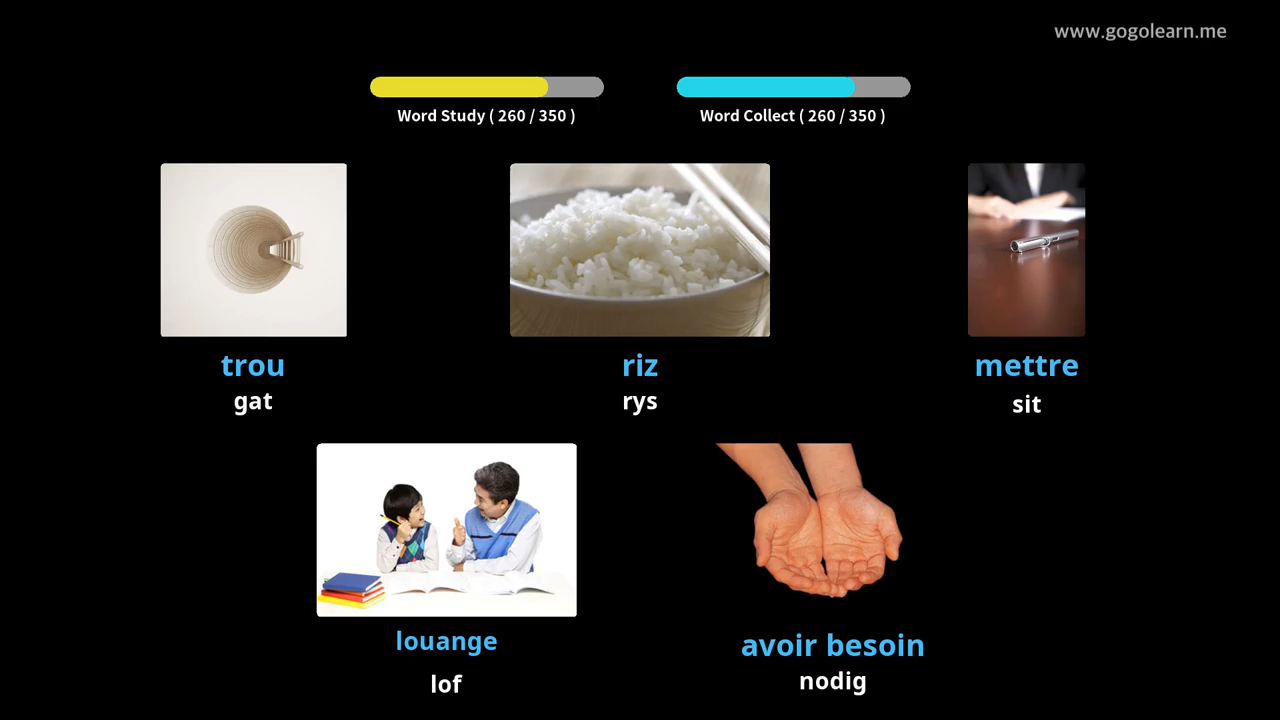 www.gogolearn.me
Word Study ( 260 / 350 )
Word Collect ( 260 / 350 )
trou
gat
riz
rys
mettre
sit
louange
lof
avoir besoin
nodig